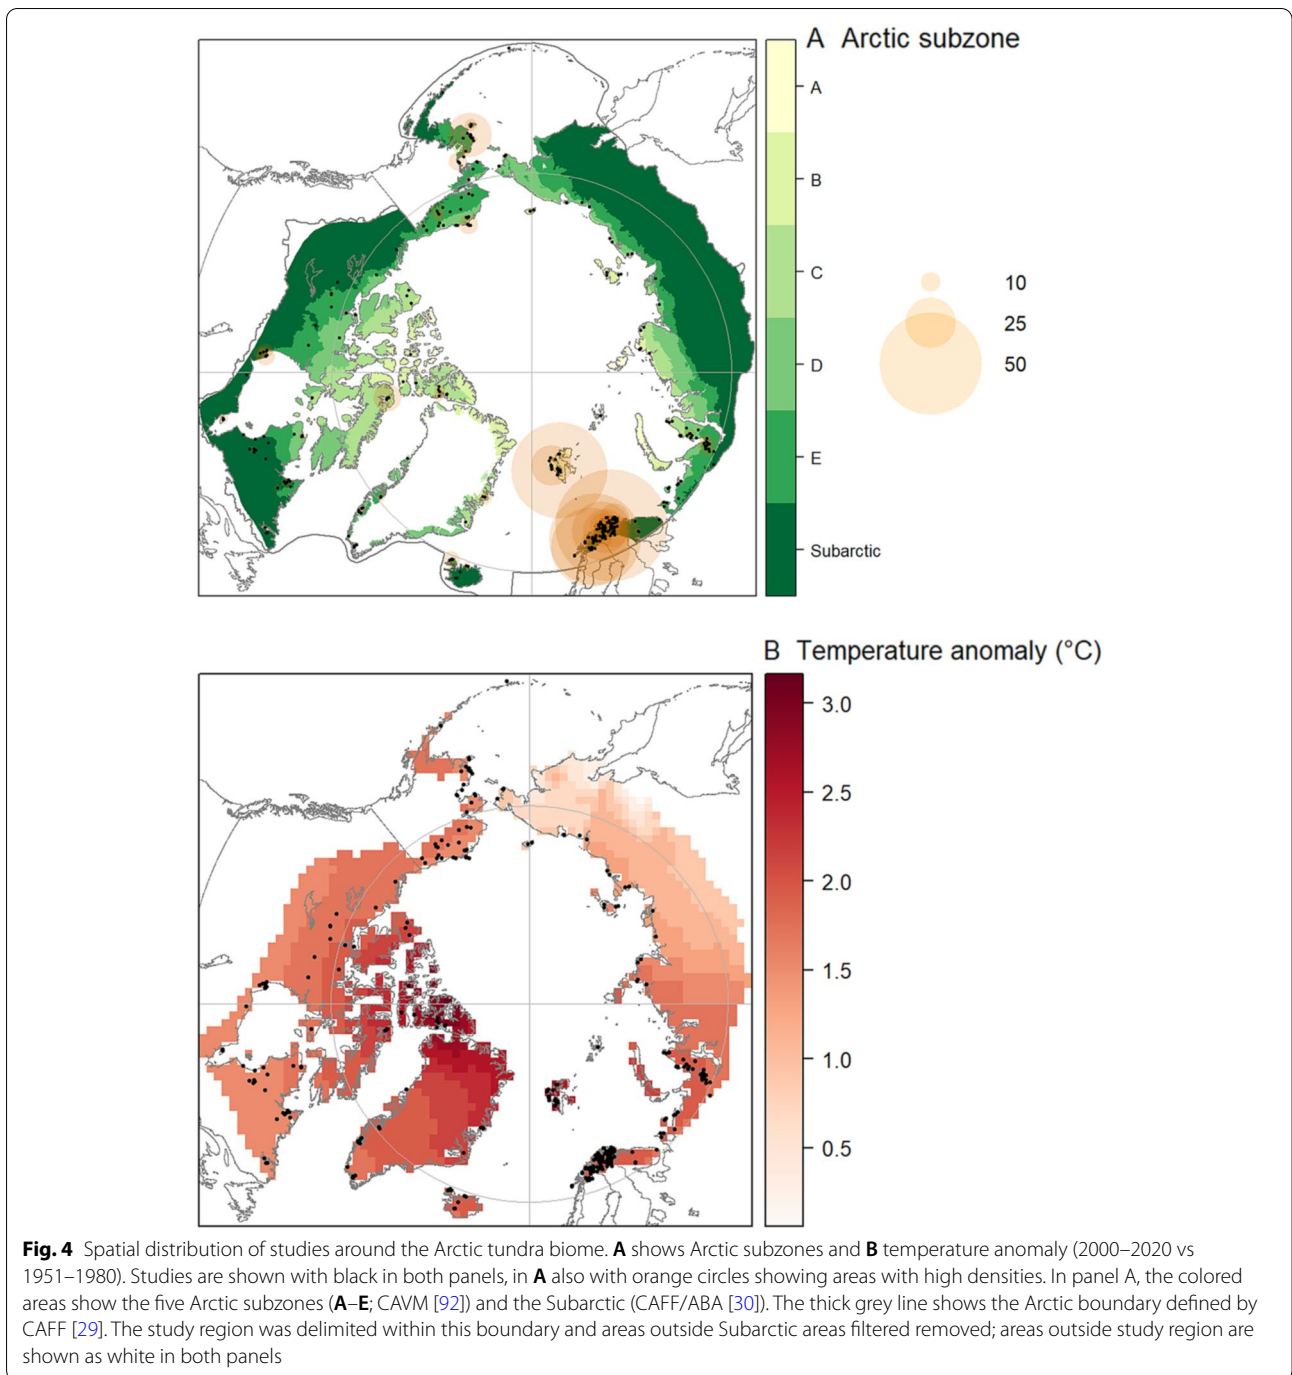 A Arctic subzone
A
B
C
D
E
Subarctic
10
25
50
B Temperature anomaly (°C)
3.0
2.5
2.0
1.5
1.0
0.5
Fig. 4 Spatial distribution of studies around the Arctic tundra biome. A shows Arctic subzones and B temperature anomaly (2000–2020 vs
1951–1980). Studies are shown with black in both panels, in A also with orange circles showing areas with high densities. In panel A, the colored
areas show the five Arctic subzones (A–E; CAVM [92]) and the Subarctic (CAFF/ABA [30]). The thick grey line shows the Arctic boundary defined by
CAFF [29]. The study region was delimited within this boundary and areas outside Subarctic areas filtered removed; areas outside study region are
shown as white in both panels